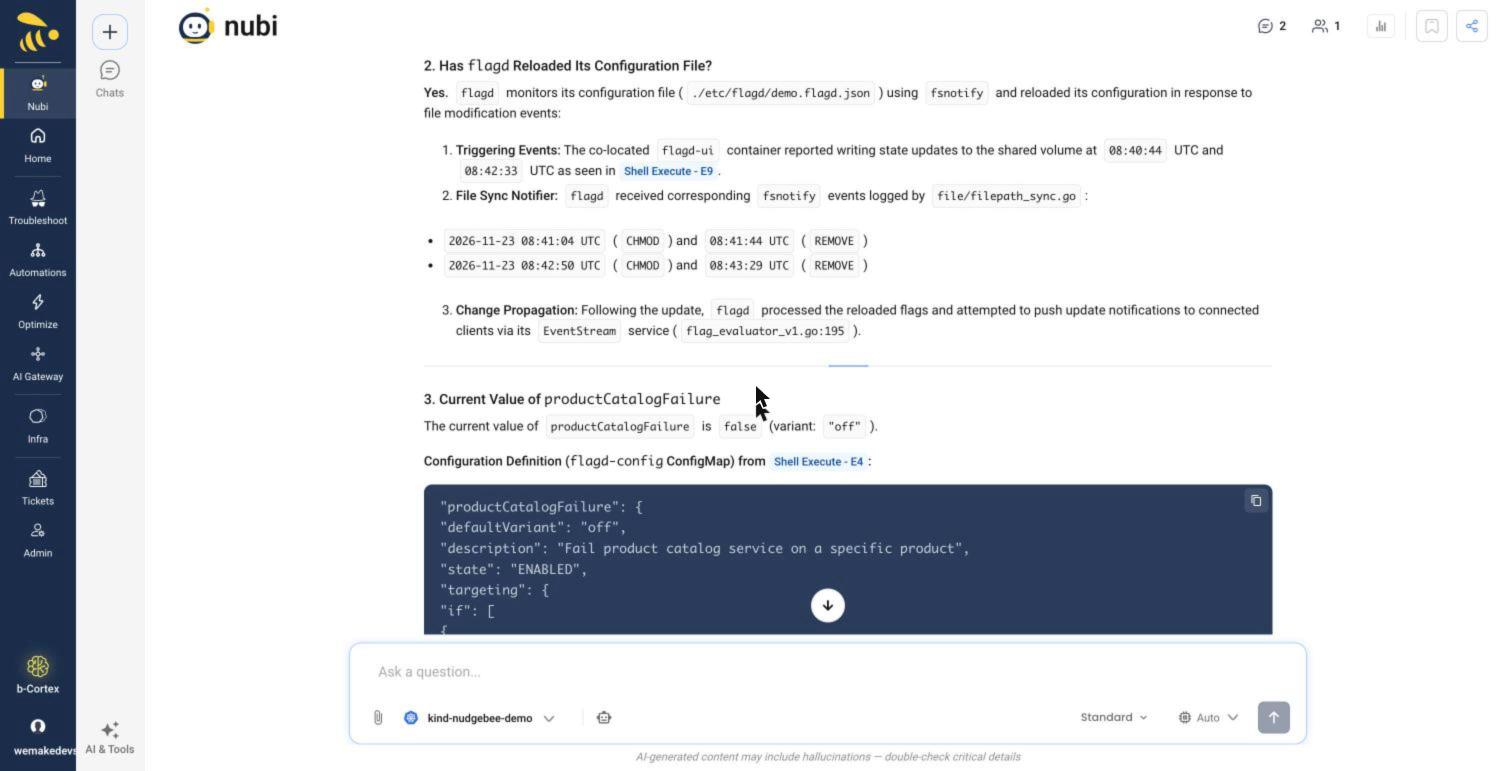 nubi
2
1
Chats
Nubi
Home
Troubleshoot
Automations
Optimize
AI Gateway
Infra
Tickets
Admin
b-Cortex
wemakedevs
AI & Tools
2. Has flagd Reloaded Its Configuration File?
Yes. flagd monitors its configuration file ( ./etc/flagd/demo.flagd.json ) using fsnotify and reloaded its configuration in response to
file modification events:
1. Triggering Events: The co-located flagd-ui container reported writing state updates to the shared volume at 08:40:44 UTC and
08:42:33 UTC as seen in Shell Execute - E9 .
2. File Sync Notifier: flagd received corresponding fsnotify events logged by file/filepath_sync.go :
• 2026-11-23 08:41:04 UTC ( CHMOD ) and 08:41:44 UTC ( REMOVE )
• 2026-11-23 08:42:50 UTC ( CHMOD ) and 08:43:29 UTC ( REMOVE )
3. Change Propagation: Following the update, flagd processed the reloaded flags and attempted to push update notifications to connected
clients via its EventStream service ( flag_evaluator_v1.go:195 ).
3. Current Value of productCatalogFailure
The current value of productCatalogFailure is false (variant: "off" ).
Configuration Definition (flagd-config ConfigMap) from Shell Execute - E4 :
"productCatalogFailure": {
"defaultVariant": "off",
"description": "Fail product catalog service on a specific product",
"state": "ENABLED",
"targeting": {
"if": [
{
Ask a question...
kind-nudgebee-demo
Standard
Auto
AI-generated content may include hallucinations — double-check critical details